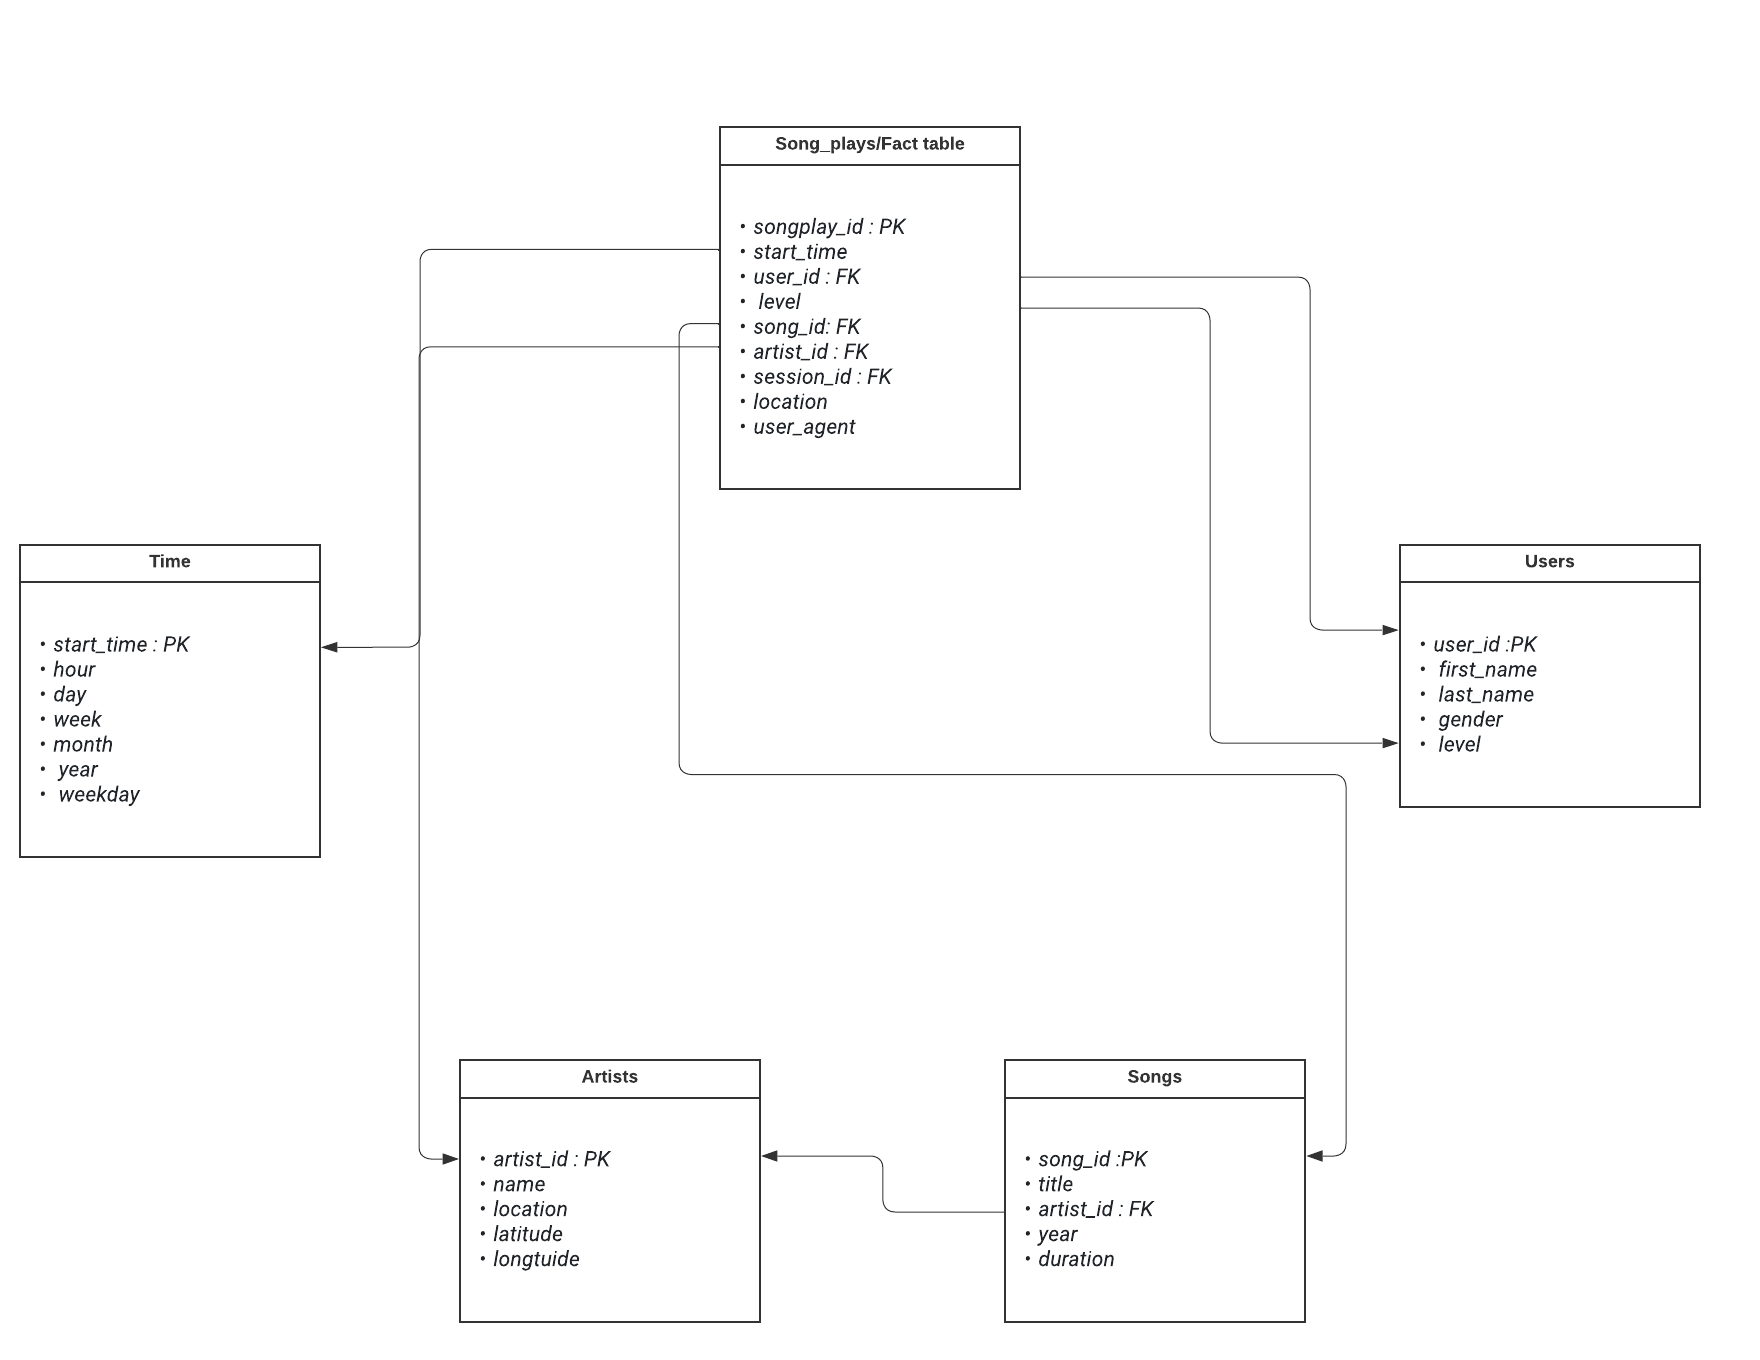 Song_plays/Fact table
• songplay_id : PK
• start_time
• user_id : FK
• level
• song_id: FK
• artist_id : FK
• session_id : FK
• location
• user_agent
Time
• start_time : PK
• hour
• day
• week
• month
• year
• weekday
Users
• user_id :PK
• first_name
• last_name
• gender
• level
Artists
• artist_id : PK
• name
• location
• latitude
• longtuide
Songs
• song_id :PK
• title
• artist_id : FK
• year
• duration